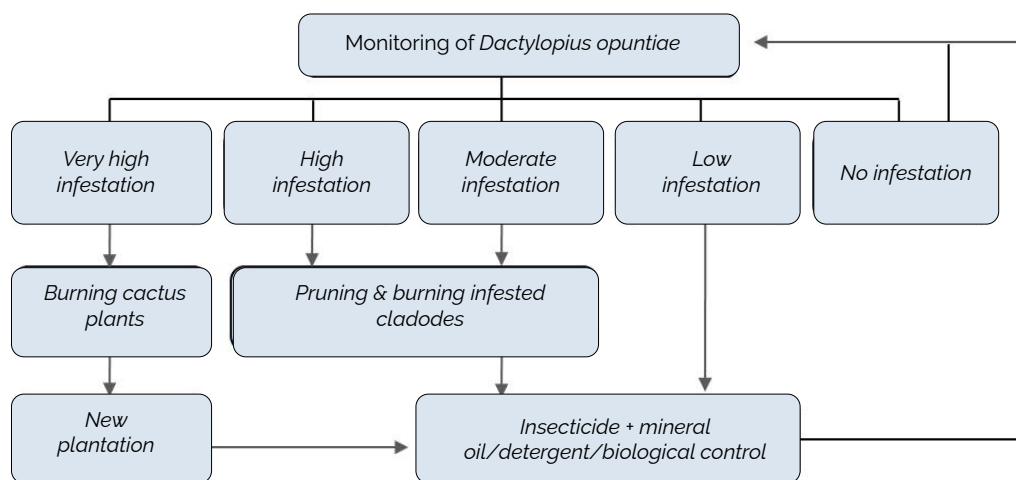 Monitoring of Dactylopius opuntiae
Very high
infestation
High
infestation
Moderate
infestation
Low
infestation
No infestation
Burning cactus
plants
Pruning & burning infested
cladodes
New
plantation
Insecticide + mineral
oil/detergent/biological control